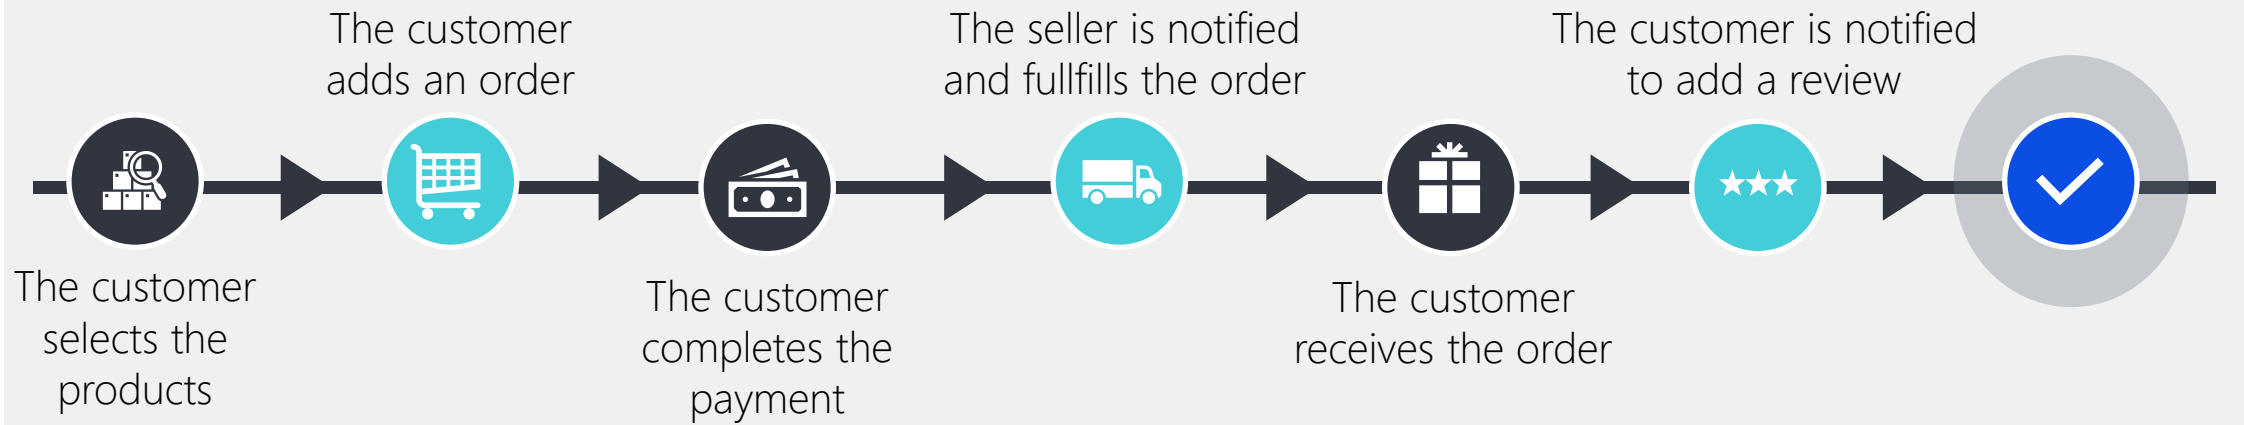 The customer
selects the
products
The customer
adds an order
The customer
completes the
payment
The seller is notified
and fullfills the order
The customer
receives the order
The customer is notified
to add a review